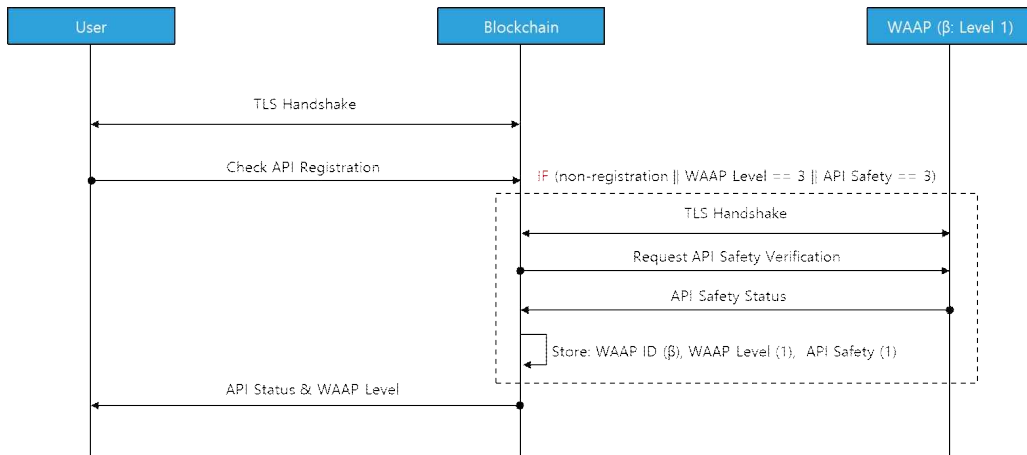 User
Blockchain
WAAP (β: Level 1)
TLS Handshake
Check API Registration
IF (non-registration || WAAP Level == 3 || API Safety == 3)
TLS Handshake
Request API Safety Verification
API Safety Status
Store: WAAP ID (β), WAAP Level (1), API Safety (1)
API Status & WAAP Level